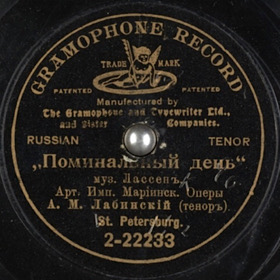 GRAMOPHONE RECORD
TRADE MARK
PATENTED PATENTED
Manufactured by
The Gramophone and Typewriter Ltd.,
and Sister Companies.
RUSSIAN TENOR
„Поминальный день“
муз. Лассенъ
Арт. Имп. Маріинск. Оперы
А. М. Лабинскій (теноръ).
St. Petersburg.
2-22233